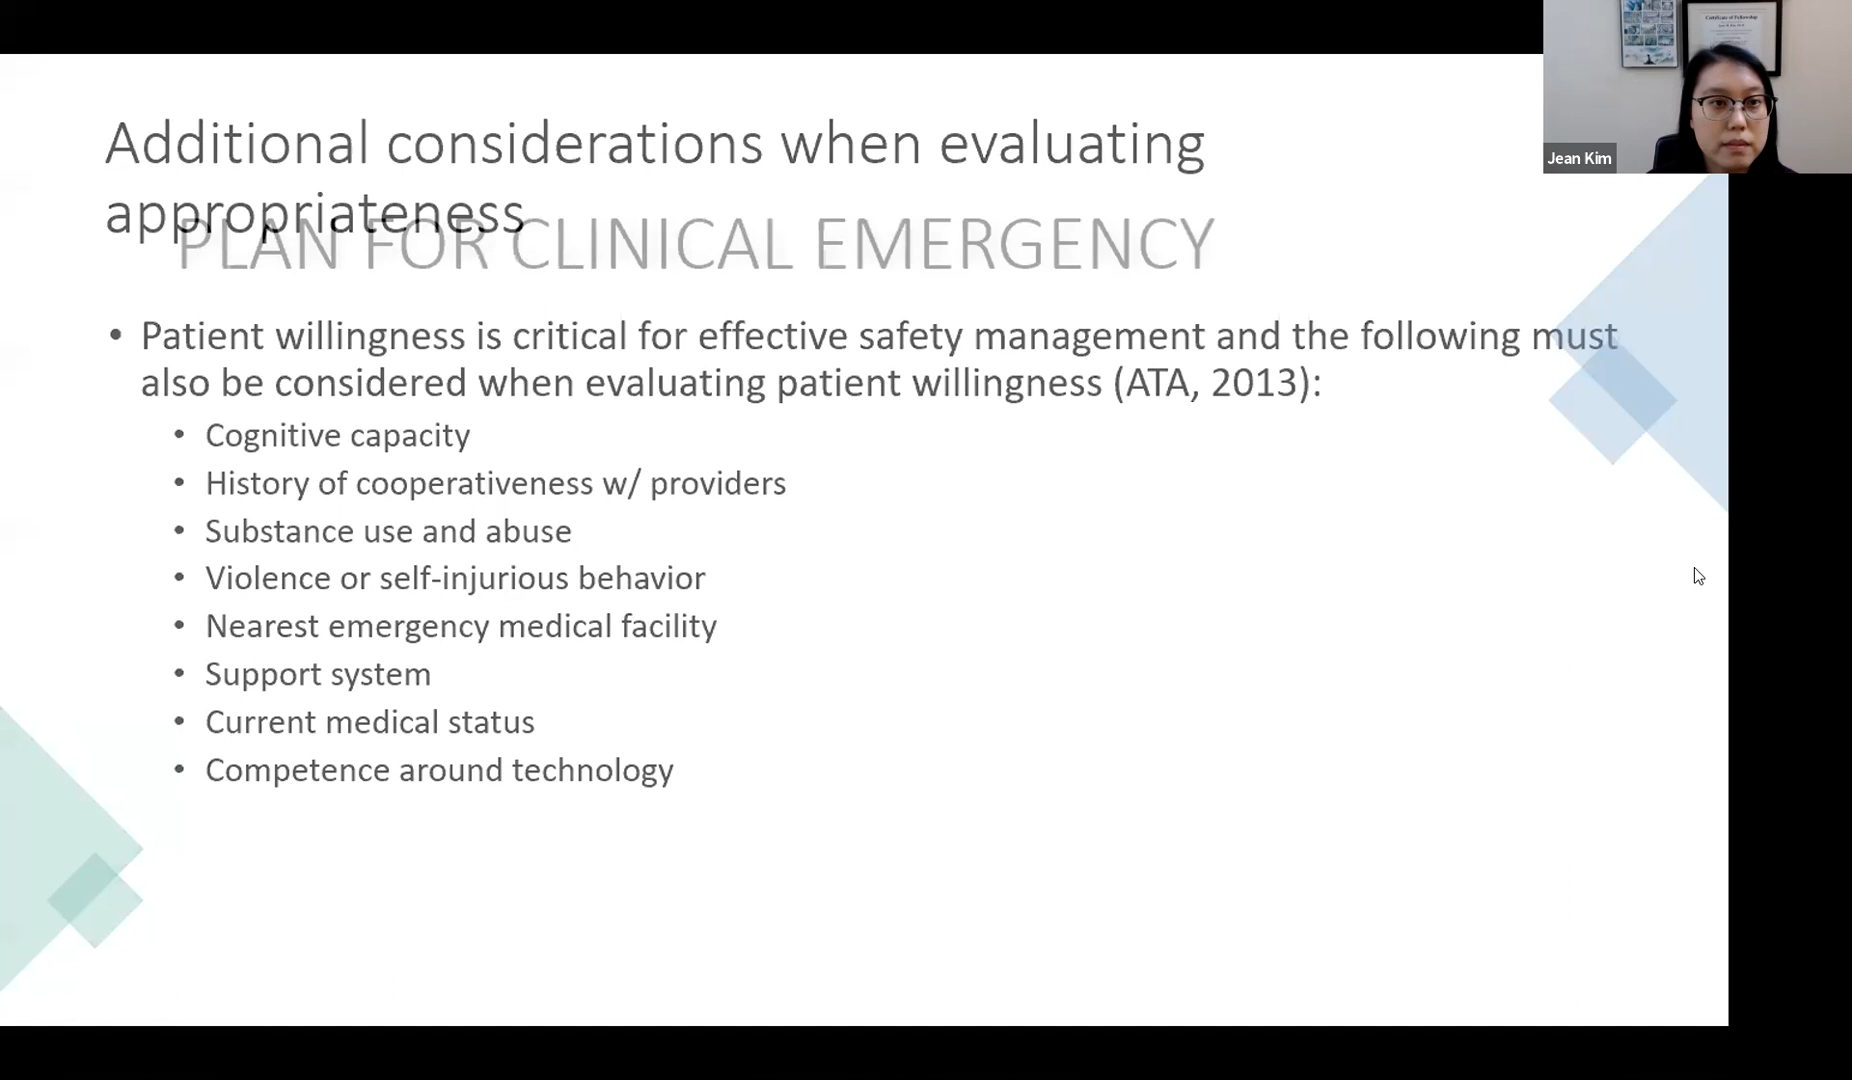 Certificate of Fellowship
Jean Kim
Additional considerations when evaluating
appropriateness
PLAN FOR CLINICAL EMERGENCY
• Patient willingness is critical for effective safety management and the following must
also be considered when evaluating patient willingness (ATA, 2013):
• Cognitive capacity
• History of cooperativeness w/ providers
• Substance use and abuse
• Violence or self-injurious behavior
• Nearest emergency medical facility
• Support system
• Current medical status
• Competence around technology